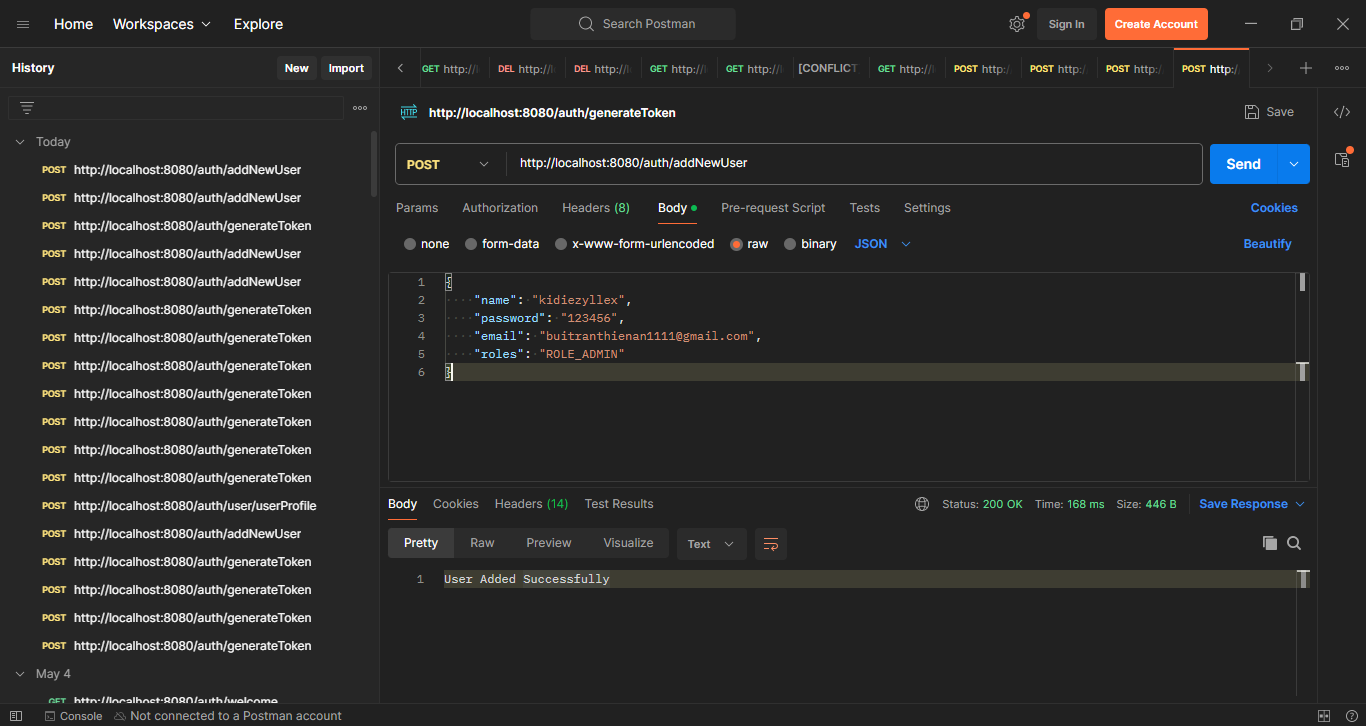 Home Workspaces Explore Search Postman Sign In Create Account
History New Import
GET http://l DEL http://l DEL http://l GET http://l GET http://l [CONFLICT GET http://l POST http:/ POST http:/ POST http:/ POST http:/
HTTP http://localhost:8080/auth/generateToken Save
POST http://localhost:8080/auth/addNewUser Send
Params Authorization Headers (8) Body Pre-request Script Tests Settings Cookies
none form-data x-www-form-urlencoded raw binary JSON Beautify
1 {
2 "name": "kidiezyllex",
3 "password": "123456",
4 "email": "buitranthienan1111@gmail.com",
5 "roles": "ROLE_ADMIN"
6 }
Today
POST http://localhost:8080/auth/addNewUser
POST http://localhost:8080/auth/addNewUser
POST http://localhost:8080/auth/generateToken
POST http://localhost:8080/auth/addNewUser
POST http://localhost:8080/auth/addNewUser
POST http://localhost:8080/auth/generateToken
POST http://localhost:8080/auth/generateToken
POST http://localhost:8080/auth/generateToken
POST http://localhost:8080/auth/generateToken
POST http://localhost:8080/auth/generateToken
POST http://localhost:8080/auth/generateToken
POST http://localhost:8080/auth/generateToken
POST http://localhost:8080/auth/user/userProfile
POST http://localhost:8080/auth/addNewUser
POST http://localhost:8080/auth/generateToken
POST http://localhost:8080/auth/generateToken
POST http://localhost:8080/auth/generateToken
POST http://localhost:8080/auth/generateToken
May 4
GET http://localhost:8080/auth/welcome
Body Cookies Headers (14) Test Results Status: 200 OK Time: 168 ms Size: 446 B Save Response
Pretty Raw Preview Visualize Text
1 User Added Successfully
Console Not connected to a Postman account